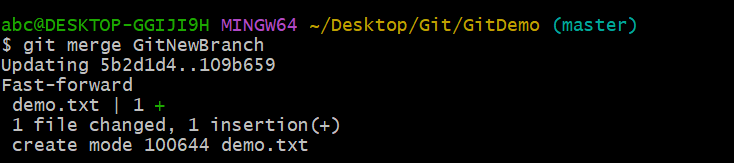 abc@DESKTOP-GGIJI9H MINGW64 ~/Desktop/Git/GitDemo (master)
$ git merge GitNewBranch
Updating 5b2d1d4..109b659
Fast-forward
 demo.txt | 1 +
 1 file changed, 1 insertion(+)
 create mode 100644 demo.txt